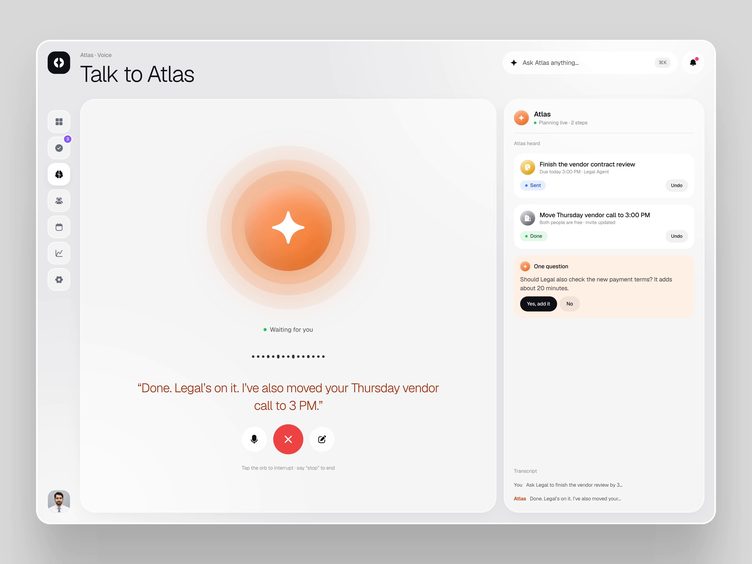 Atlas · Voice
Talk to Atlas
Ask Atlas anything...
⌘K
2
Waiting for you
“Done. Legal's on it. I've also moved your Thursday vendor
call to 3 PM.”
Tap the orb to interrupt · say "stop" to end
Atlas
Planning live · 2 steps
Atlas heard
Finish the vendor contract review
Due today 3:00 PM · Legal Agent
Sent
Undo
Move Thursday vendor call to 3:00 PM
Both people are free · Invite updated
Done
Undo
One question
Should Legal also check the new payment terms? It adds
about 20 minutes.
Yes, add it
No
Transcript
You Ask Legal to finish the vendor review by 3...
Atlas Done. Legal's on it. I've also moved your...